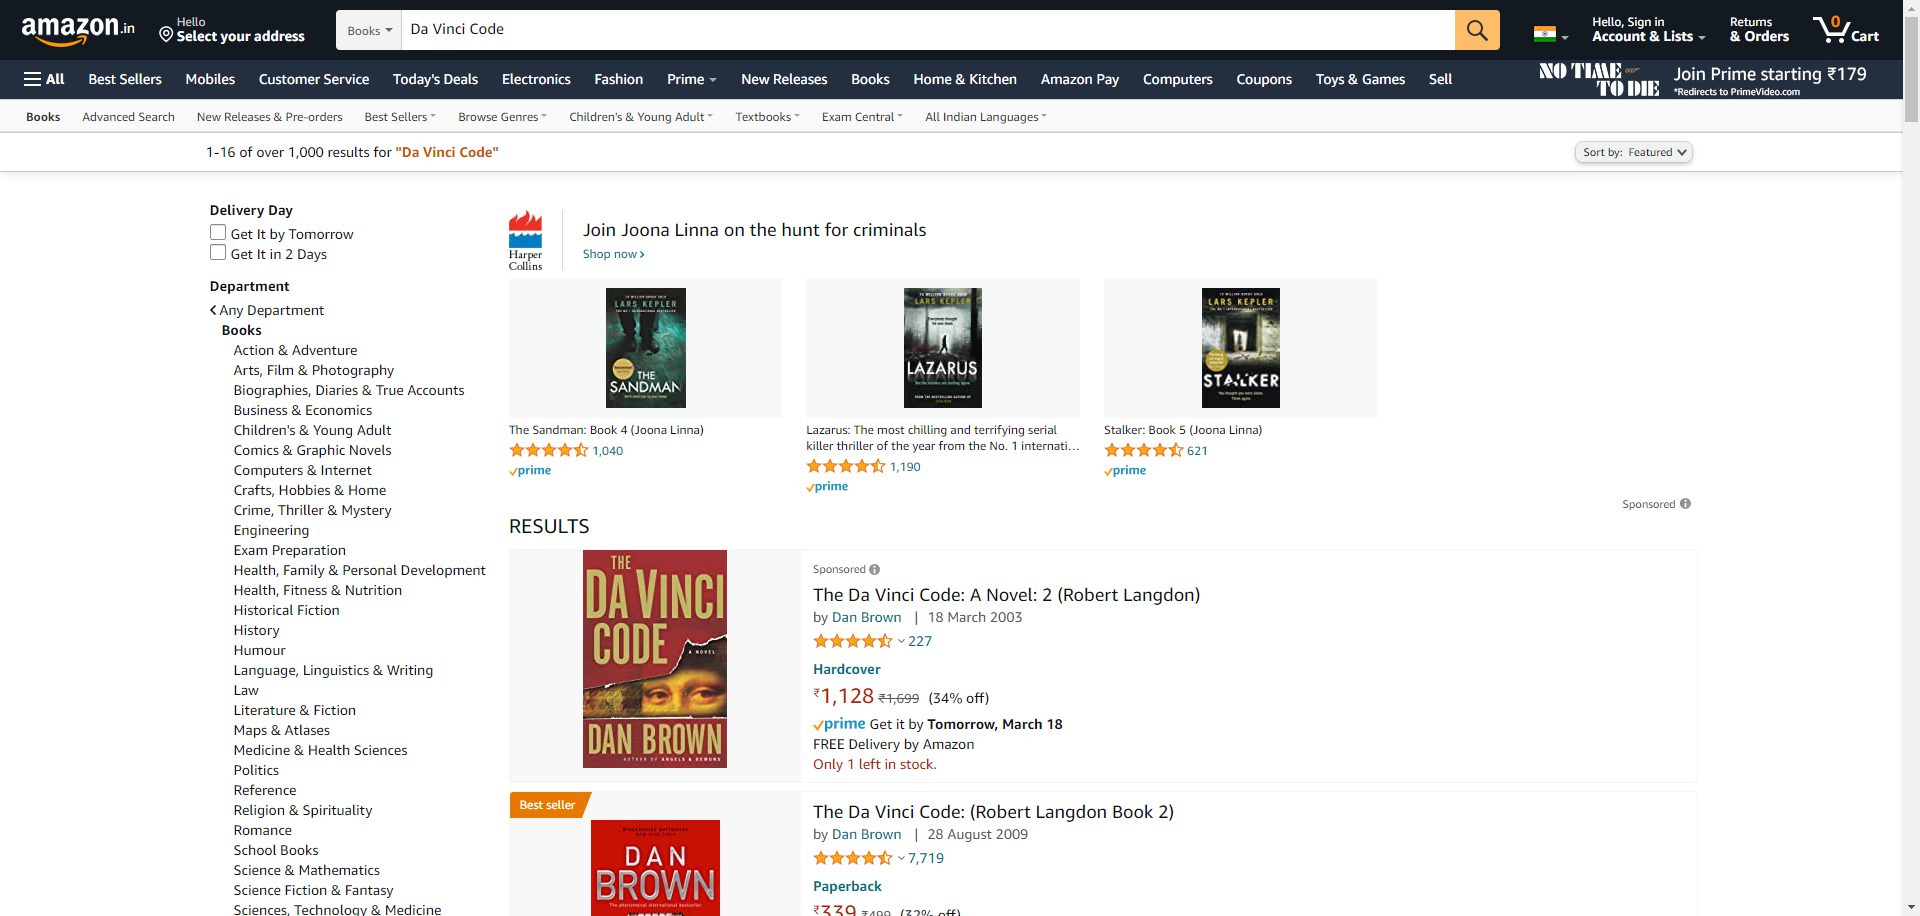 amazon.in
Hello
Select your address
Books
Da Vinci Code
Hello, Sign in
Account & Lists
Returns
& Orders
0
Cart
All
Best Sellers
Mobiles
Customer Service
Today's Deals
Electronics
Fashion
Prime
New Releases
Books
Home & Kitchen
Amazon Pay
Computers
Coupons
Toys & Games
Sell
NO TIME 007
TO DIE
Join Prime starting ₹179
*Redirects to PrimeVideo.com
Books
Advanced Search
New Releases & Pre-orders
Best Sellers
Browse Genres
Children's & Young Adult
Textbooks
Exam Central
All Indian Languages
1-16 of over 1,000 results for "Da Vinci Code"
Sort by: Featured
Delivery Day
Get It by Tomorrow
Get It in 2 Days
Department
Any Department
Books
Action & Adventure
Arts, Film & Photography
Biographies, Diaries & True Accounts
Business & Economics
Children's & Young Adult
Comics & Graphic Novels
Computers & Internet
Crafts, Hobbies & Home
Crime, Thriller & Mystery
Engineering
Exam Preparation
Health, Family & Personal Development
Health, Fitness & Nutrition
Historical Fiction
History
Humour
Language, Linguistics & Writing
Law
Literature & Fiction
Maps & Atlases
Medicine & Health Sciences
Politics
Reference
Religion & Spirituality
Romance
School Books
Science & Mathematics
Science Fiction & Fantasy
Sciences, Technology & Medicine
Harper
Collins
Join Joona Linna on the hunt for criminals
Shop now
LARS KEPLER
THE
SANDMAN
The Sandman: Book 4 (Joona Linna)
1,040
prime
LARS KEPLER
LAZARUS
Lazarus: The most chilling and terrifying serial
killer thriller of the year from the No. 1 internati…
1,190
prime
LARS KEPLER
STALKER
Stalker: Book 5 (Joona Linna)
621
prime
Sponsored
RESULTS
THE
DA VINCI
CODE
A NOVEL
DAN BROWN
AUTHOR OF ANGELS & DEMONS
Sponsored
The Da Vinci Code: A Novel: 2 (Robert Langdon)
by Dan Brown | 18 March 2003
227
Hardcover
₹1,128 ₹1,699 (34% off)
prime Get it by Tomorrow, March 18
FREE Delivery by Amazon
Only 1 left in stock.
Best seller
DAN
BROWN
The phenomenal international bestseller
The Da Vinci Code: (Robert Langdon Book 2)
by Dan Brown | 28 August 2009
7,719
Paperback
₹339 ₹499 (32% off)